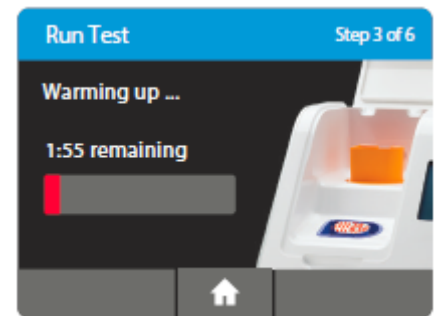 Run Test
Step 3 of 6
Warming up ...
1:55 remaining